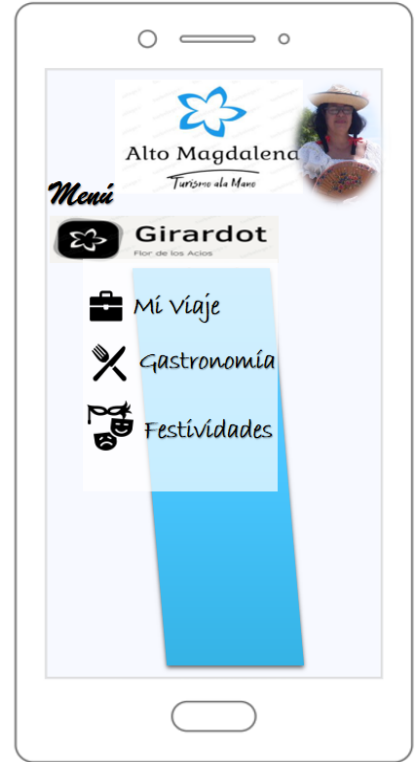 Alto Magdalena
Turismo ala Mano
Menú
Girardot
Flor de los Acios
Mi Viaje
Gastronomía
Festividades